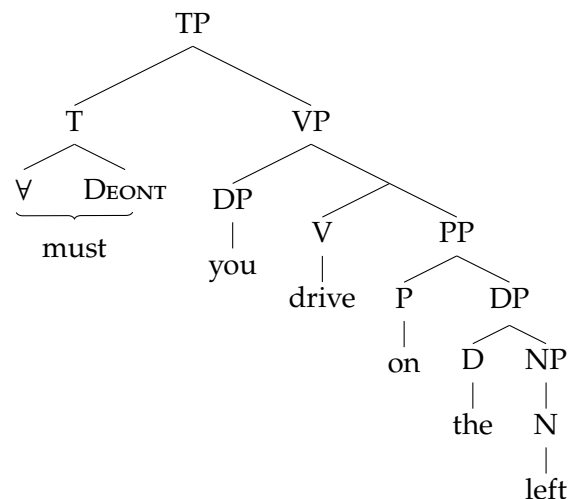 TP
T VP
∀ DEONT DP
must you V PP
drive P DP
on D NP
the N
left